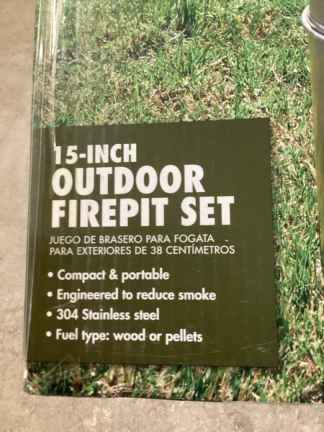 15-INCH
OUTDOOR
FIREPIT SET
JUEGO DE BRASERO PARA FOGATA
PARA EXTERIORES DE 38 CENTÍMETROS
• Compact & portable
• Engineered to reduce smoke
• 304 Stainless steel
• Fuel type: wood or pellets